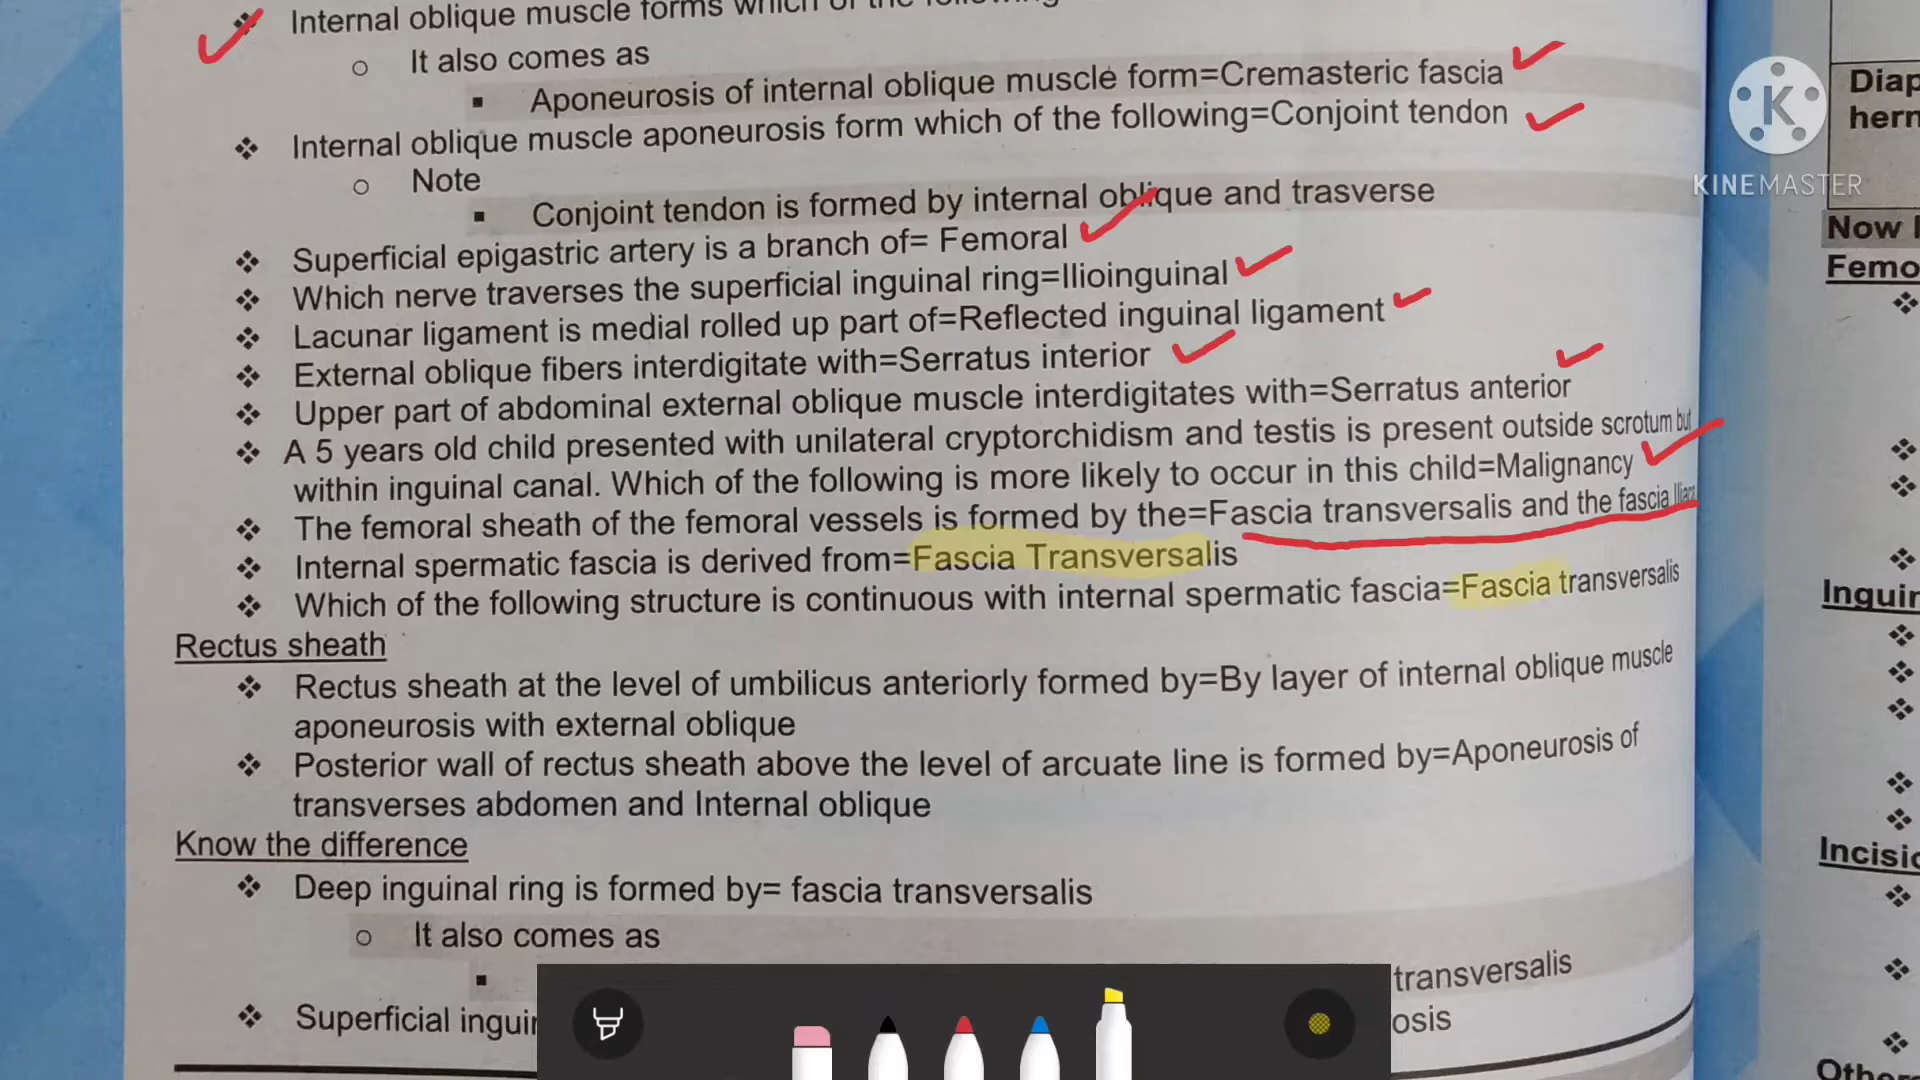 Internal oblique muscle forms which of the following
It also comes as
Aponeurosis of internal oblique muscle form=Cremasteric fascia
Internal oblique muscle aponeurosis form which of the following=Conjoint tendon
Note
Conjoint tendon is formed by internal oblique and trasverse
Superficial epigastric artery is a branch of= Femoral
Which nerve traverses the superficial inguinal ring=Ilioinguinal
Lacunar ligament is medial rolled up part of=Reflected inguinal ligament
External oblique fibers interdigitate with=Serratus interior
Upper part of abdominal external oblique muscle interdigitates with=Serratus anterior
A 5 years old child presented with unilateral cryptorchidism and testis is present outside scrotum but
within inguinal canal. Which of the following is more likely to occur in this child=Malignancy
The femoral sheath of the femoral vessels is formed by the=Fascia transversalis and the fascia
Internal spermatic fascia is derived from=Fascia Transversalis
Which of the following structure is continuous with internal spermatic fascia=Fascia transversalis
Rectus sheath
Rectus sheath at the level of umbilicus anteriorly formed by=By layer of internal oblique muscle
aponeurosis with external oblique
Posterior wall of rectus sheath above the level of arcuate line is formed by=Aponeurosis of
transverses abdomen and Internal oblique
Know the difference
Deep inguinal ring is formed by= fascia transversalis
It also comes as
transversalis
Superficial
osis
K
KINEMASTER
Diap
hern
Now
Femo
Inguin
Incisio
Othe